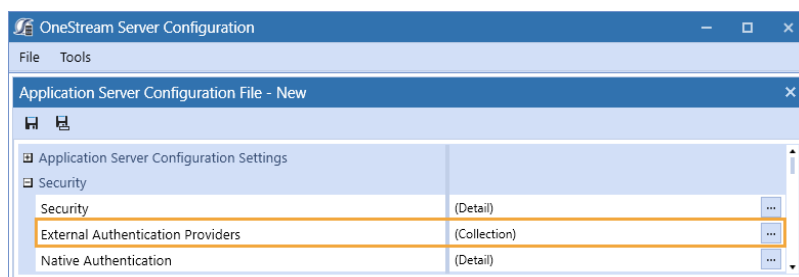 OneStream Server Configuration
File Tools
Application Server Configuration File - New
Application Server Configuration Settings
Security
Security (Detail) ...
External Authentication Providers (Collection) ...
Native Authentication (Detail) ...